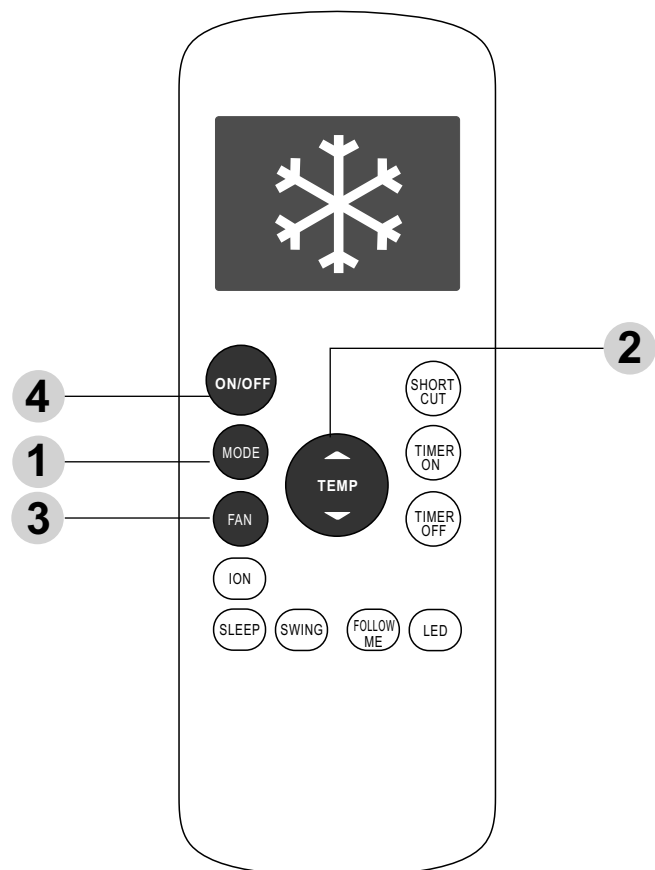 2
ON/OFF
SHORT
CUT
4
MODE
TIMER
ON
1
TEMP
3
FAN
TIMER
OFF
ION
SLEEP
SWING
FOLLOW
ME
LED